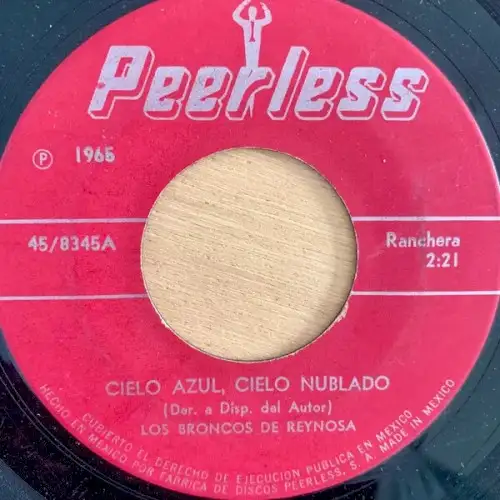 Peerless
Ⓟ 1965
45/8345A
Ranchera
2:21
CIELO AZUL, CIELO NUBLADO
(Der. a Disp. del Autor)
LOS BRONCOS DE REYNOSA
CUBIERTO EL DERECHO DE EJECUCION PUBLICA EN MEXICO
HECHO EN MEXICO POR FABRICA DE DISCOS PEERLESS, S. A. MADE IN MEXICO